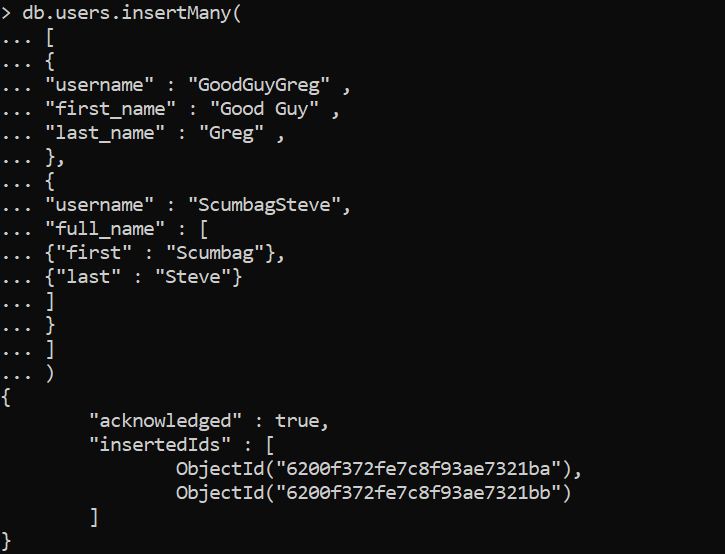 > db.users.insertMany(
... [
... {
... "username" : "GoodGuyGreg" ,
... "first_name" : "Good Guy" ,
... "last_name" : "Greg" ,
... },
... {
... "username" : "ScumbagSteve",
... "full_name" : [
... {"first" : "Scumbag"},
... {"last" : "Steve"}
... ]
... }
... ]
... )
{
        "acknowledged" : true,
        "insertedIds" : [
                ObjectId("6200f372fe7c8f93ae7321ba"),
                ObjectId("6200f372fe7c8f93ae7321bb")
        ]
}